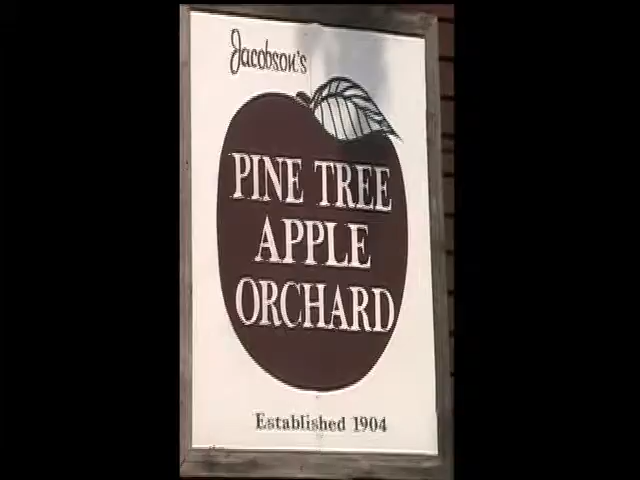 Jacobson's
PINE TREE
APPLE
ORCHARD
Established 1904